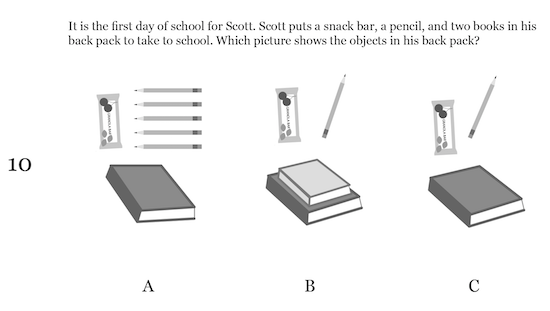 It is the first day of school for Scott. Scott puts a snack bar, a pencil, and two books in his
back pack to take to school. Which picture shows the objects in his back pack?
10
A B C